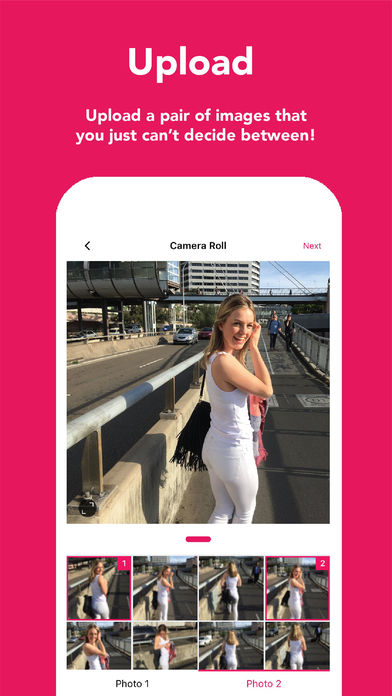 Upload
Upload a pair of images that
you just can't decide between!
Camera Roll
Next
1
2
Photo 1
Photo 2